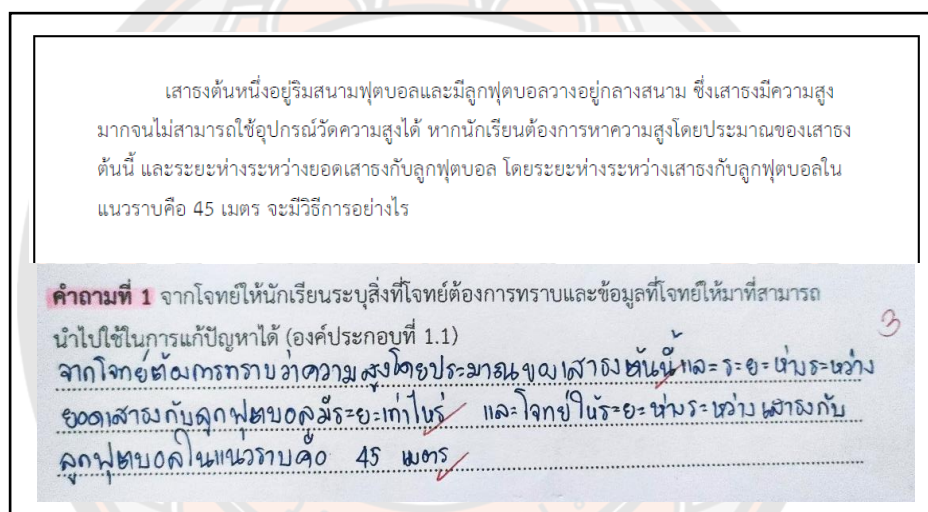 เสาธงต้นหนึ่งอยู่ริมสนามฟุตบอลและมีลูกฟุตบอลวางอยู่กลางสนาม ซึ่งเสาธงมีความสูง
มากจนไม่สามารถใช้อุปกรณ์วัดความสูงได้ หากนักเรียนต้องการหาความสูงโดยประมาณของเสาธง
ต้นนี้ และระยะห่างระหว่างยอดเสาธงกับลูกฟุตบอล โดยระยะห่างระหว่างเสาธงกับลูกฟุตบอลใน
แนวราบคือ 45 เมตร จะมีวิธีการอย่างไร
คำถามที่ 1 จากโจทย์ให้นักเรียนระบุสิ่งที่โจทย์ต้องการทราบและข้อมูลที่โจทย์ให้มาที่สามารถ
นำไปใช้ในการแก้ปัญหาได้ (องค์ประกอบที่ 1.1)
3
จากโจทย์ต้องการทราบว่าความสูงโดยประมาณของเสาธงต้นนี้และระยะห่างระหว่าง
ยอดเสาธงกับลูกฟุตบอลมีระยะเท่าไหร่ และโจทย์ให้ระยะห่างระหว่างเสาธงกับ
ลูกฟุตบอลในแนวราบคือ 45 เมตร